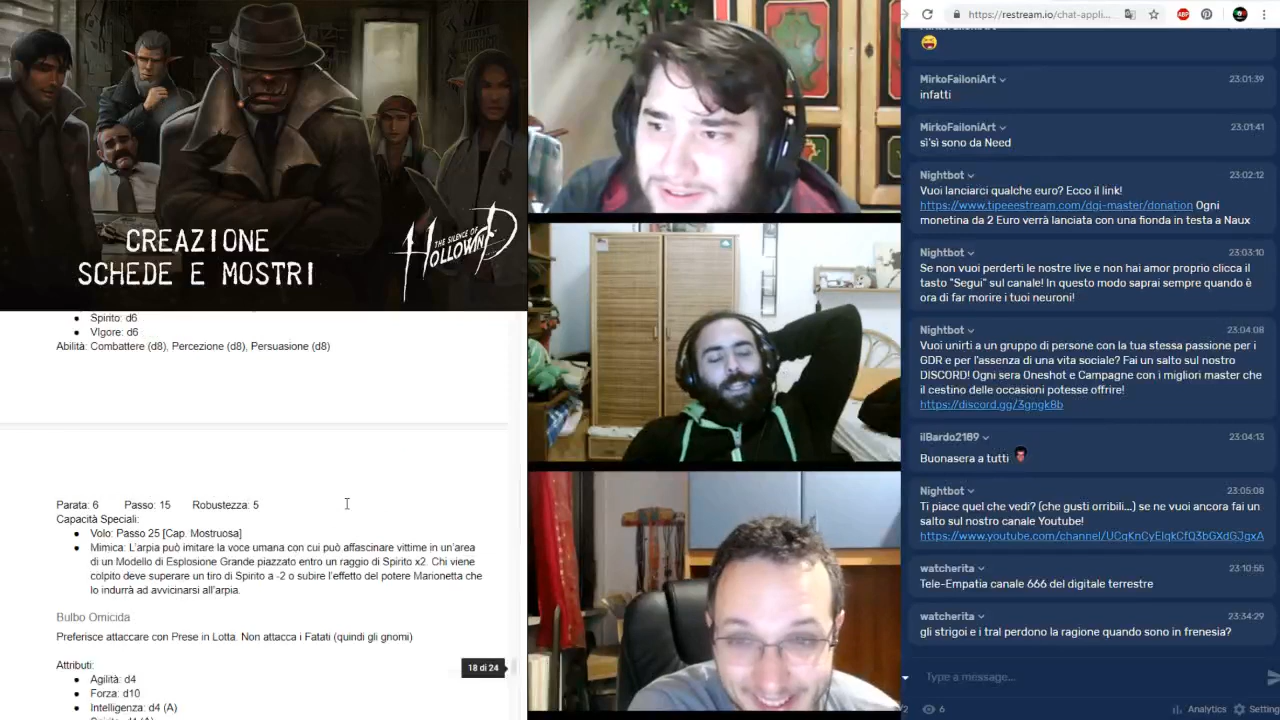 CREAZIONE
SCHEDE E MOSTRI
THE SILENCE OF
HOLLOWIND
Spirito: d6
VIgore: d6
Abilità: Combattere (d8), Percezione (d8), Persuasione (d8)
Parata: 6 Passo: 15 Robustezza: 5
Capacità Speciali:
Volo: Passo 25 [Cap. Mostruosa]
Mimica: L'arpia può imitare la voce umana con cui può affascinare vittime in un'area
di un Modello di Esplosione Grande piazzato entro un raggio di Spirito x2. Chi viene
colpito deve superare un tiro di Spirito a -2 o subire l'effetto del potere Marionetta che
lo indurrà ad avvicinarsi all'arpia.
Bulbo Omicida
Preferisce attaccare con Prese in Lotta. Non attacca i Fatati (quindi gli gnomi)
Attributi:
Agilità: d4
Forza: d10
Intelligenza: d4 (A)
18 di 24
https://restream.io/chat-appli...
ABP
MirkoFailoniArt 23:01:39
infatti
MirkoFailoniArt 23:01:41
sì sì sono da Need
Nightbot 23:02:12
Vuoi lanciarci qualche euro? Ecco il link!
https://www.tipeeestream.com/dgi-master/donation Ogni
monetina da 2 Euro verrà lanciata con una fionda in testa a Naux
Nightbot 23:03:10
Se non vuoi perderti le nostre live e non hai amor proprio clicca il
tasto "Segui" sul canale! In questo modo saprai sempre quando è
ora di far morire i tuoi neuroni!
Nightbot 23:04:08
Vuoi unirti a un gruppo di persone con la tua stessa passione per i
GDR e per l'assenza di una vita sociale? Fai un salto sul nostro
DISCORD! Ogni sera Oneshot e Campagne con i migliori master che
il cestino delle occasioni potesse offrire!
https://discord.gg/3gngk8b
ilBardo2189 23:04:13
Buonasera a tutti
Nightbot 23:05:08
Ti piace quel che vedi? (che gusti orribili...) se ne vuoi ancora fai un
salto sul nostro canale Youtube!
https://www.youtube.com/channel/UCqKnCyElqkCfQ3bGXdGJgxA
watcherita 23:10:55
Tele-Empatia canale 666 del digitale terrestre
watcherita 23:34:29
gli strigoi e i tral perdono la ragione quando sono in frenesia?
Type a message...
6 Analytics Setting